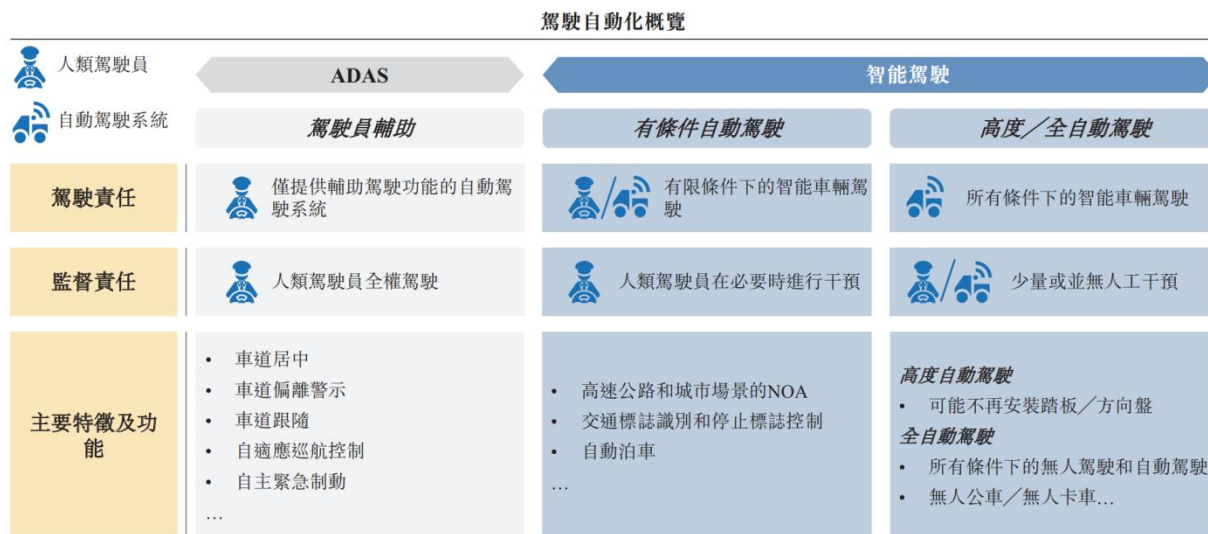 駕駛自動化概覽
人類駕駛員
自動駕駛系統
ADAS
智能駕駛
駕駛員輔助
有條件自動駕駛
高度／全自動駕駛
駕駛責任
僅提供輔助駕駛功能的自動駕
駛系統
有限條件下的智能車輛駕
駛
所有條件下的智能車輛駕駛
監督責任
人類駕駛員全權駕駛
人類駕駛員在必要時進行干預
少量或並無人工干預
主要特徵及功
能
• 車道居中
• 車道偏離警示
• 車道跟隨
• 自適應巡航控制
• 自主緊急制動
…
• 高速公路和城市場景的NOA
• 交通標誌識別和停止標誌控制
• 自動泊車
…
高度自動駕駛
• 可能不再安裝踏板／方向盤
全自動駕駛
• 所有條件下的無人駕駛和自動駕駛
• 無人公車／無人卡車…